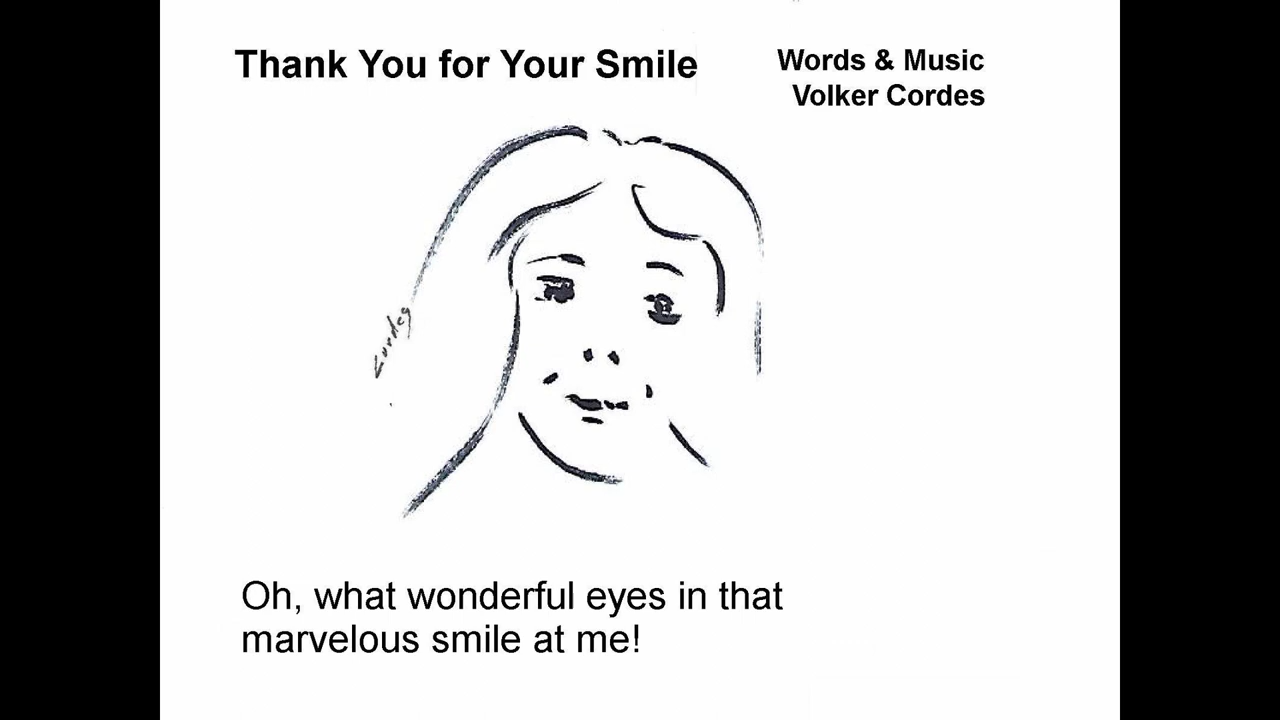 Thank You for Your Smile
Words & Music
Volker Cordes
Cordes
Oh, what wonderful eyes in that
marvelous smile at me!